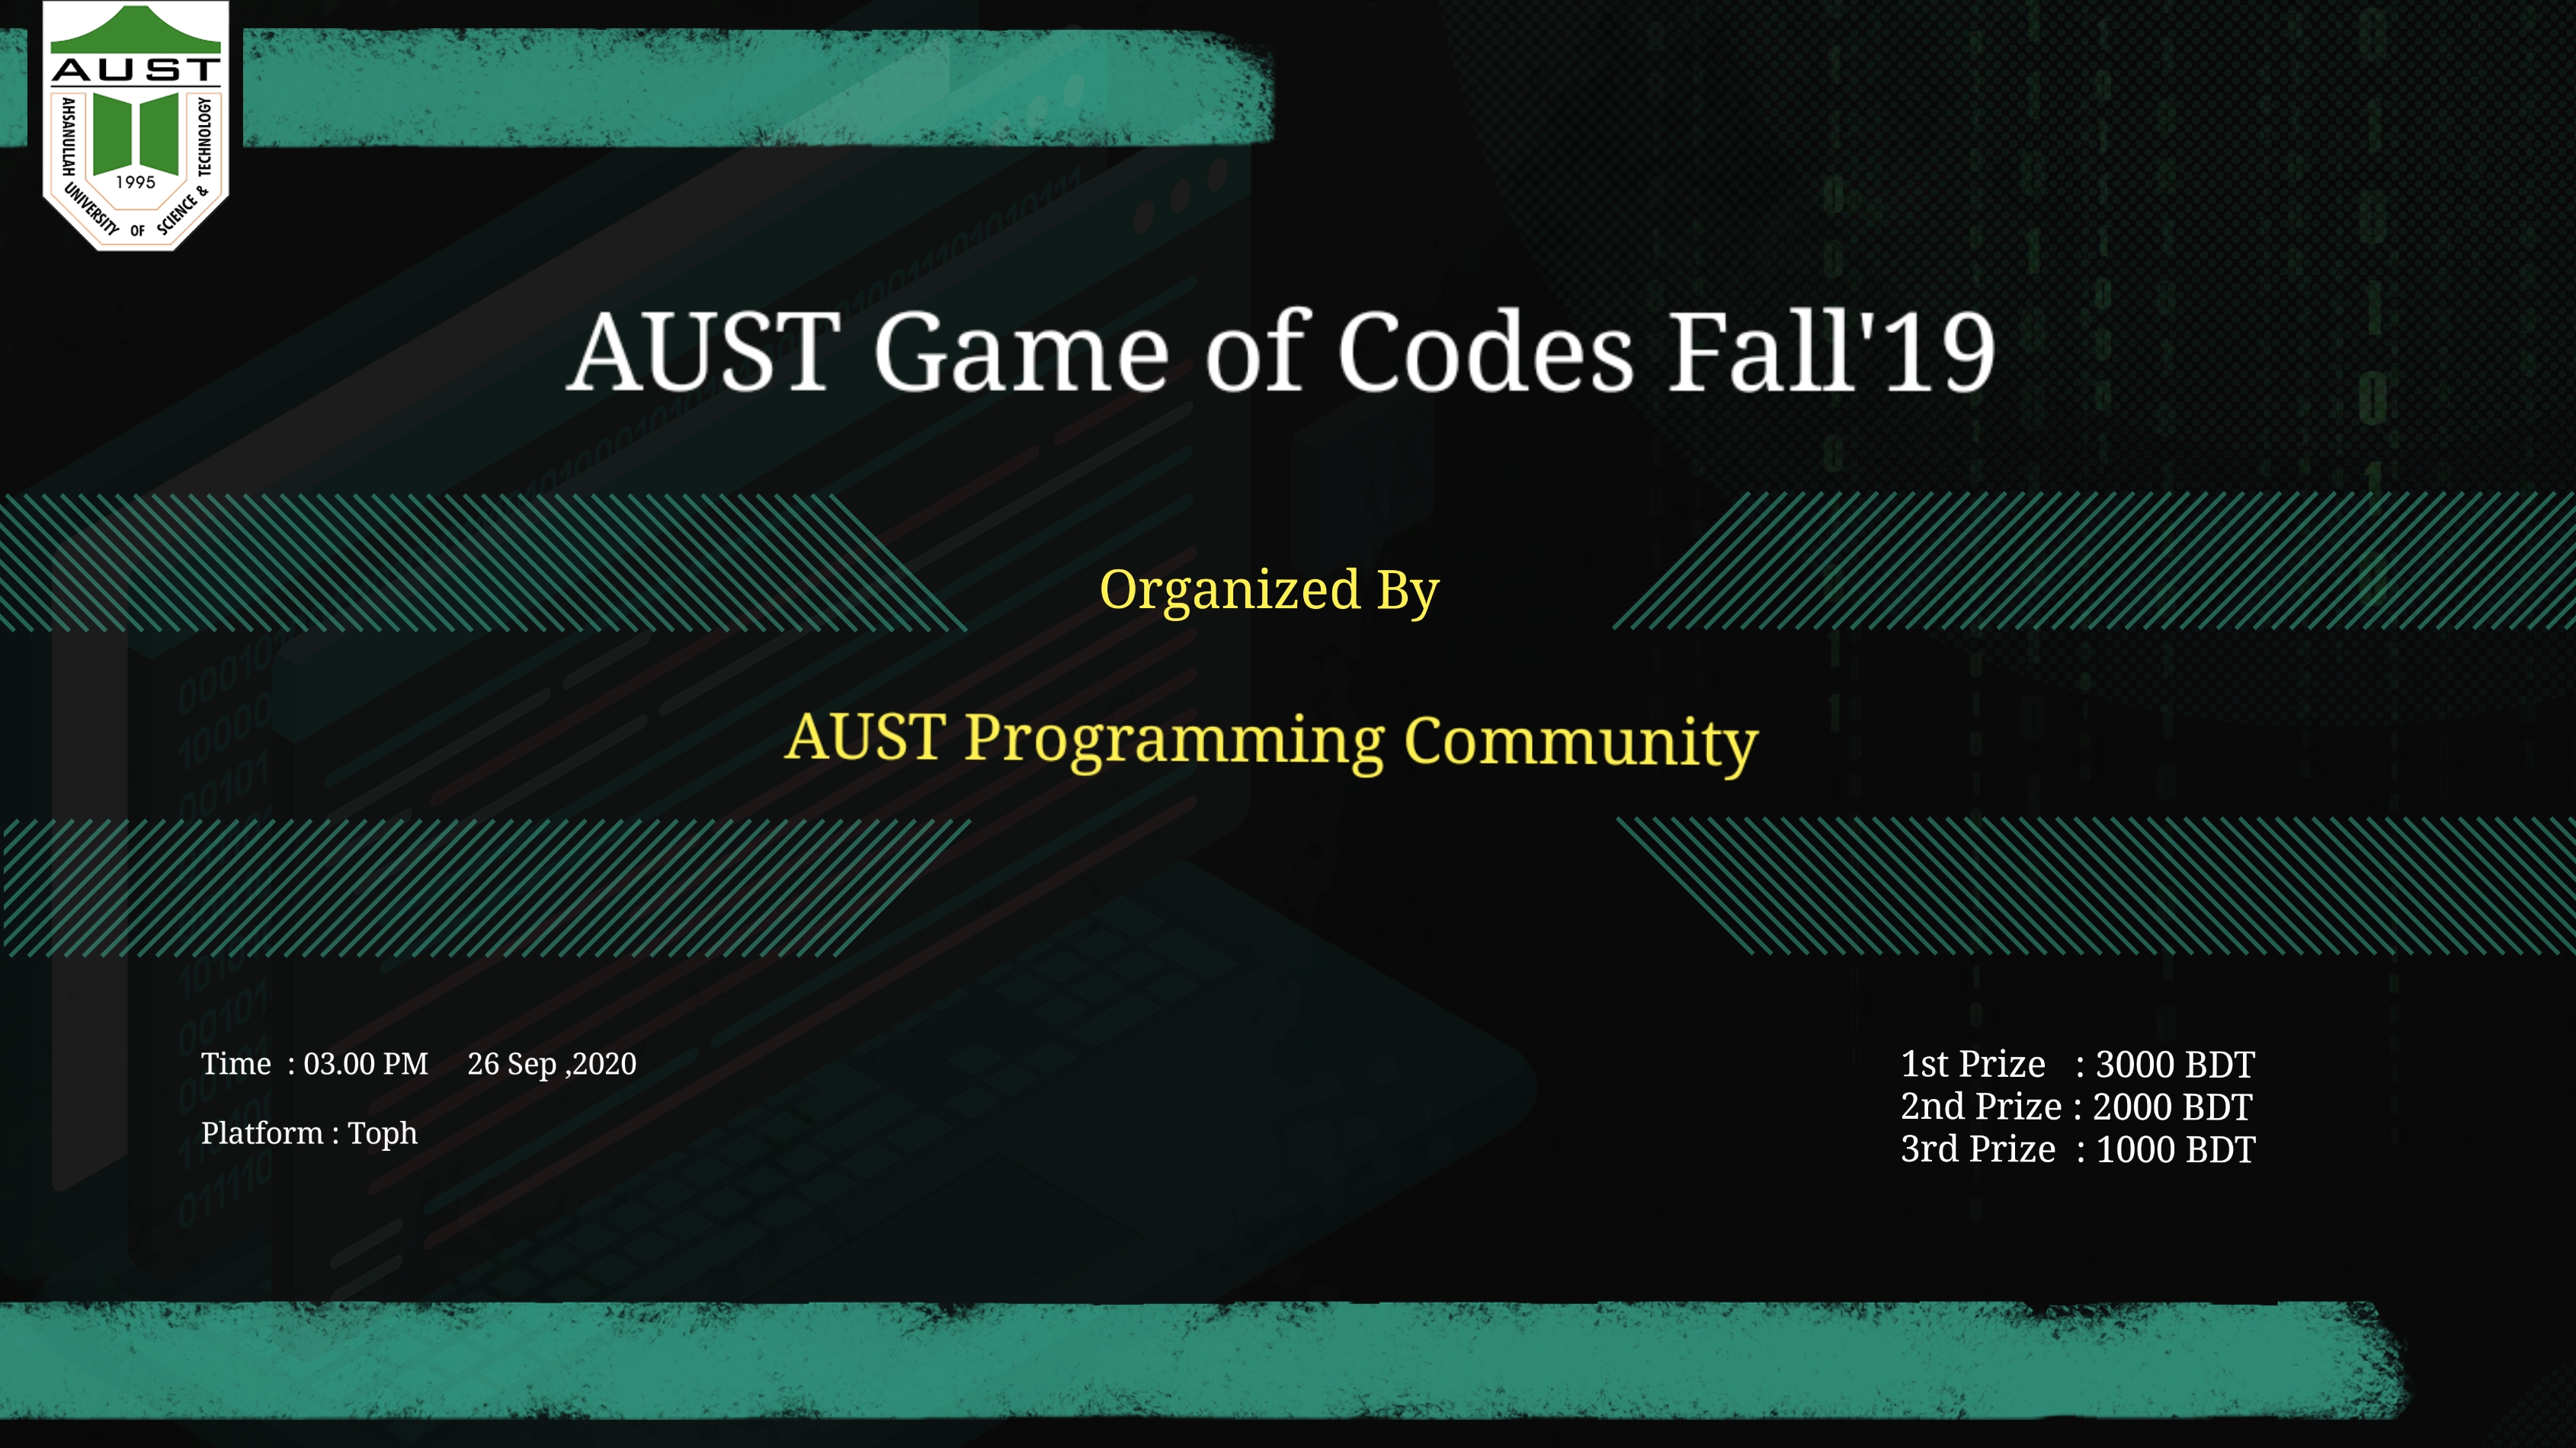 AUST
AHSANULLAH UNIVERSITY OF SCIENCE & TECHNOLOGY
1995
AUST Game of Codes Fall'19
Organized By
AUST Programming Community
Time : 03.00 PM 26 Sep ,2020
Platform : Toph
1st Prize : 3000 BDT
2nd Prize : 2000 BDT
3rd Prize : 1000 BDT